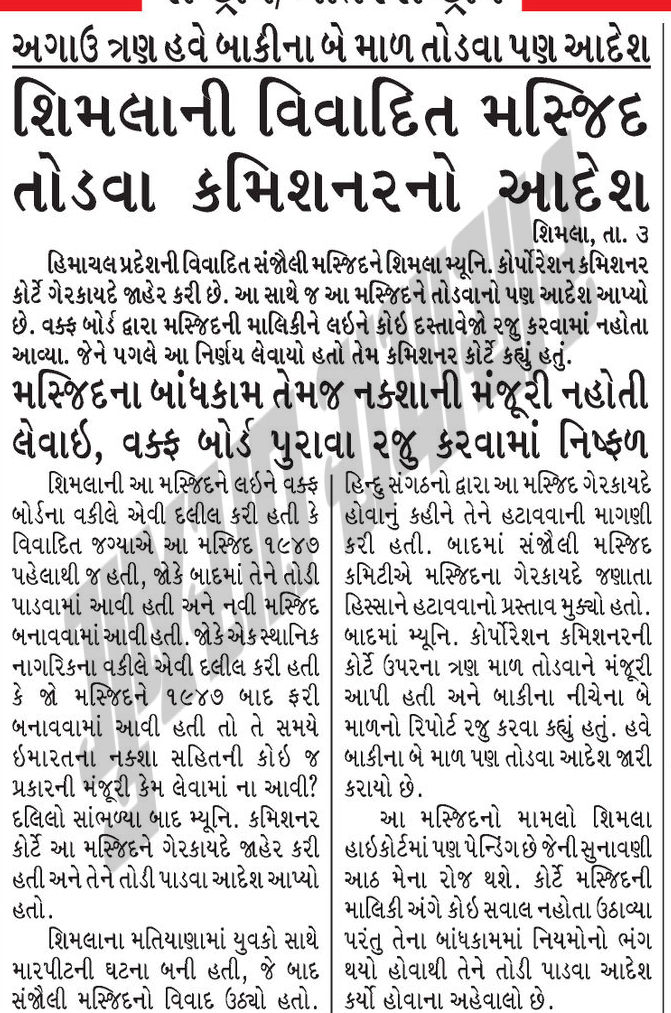 અગાઉ ત્રણ હવે બાકીના બે માળ તોડવા પણ આદેશ
શિમલાની વિવાદિત મસ્જિદ
તોડવા કમિશનરનો આદેશ
શિમલા, તા. ૩
હિમાચલ પ્રદેશની વિવાદિત સંજૌલી મસ્જિદને શિમલા મ્યૂનિ. કોર્પોરેશન કમિશનર
કોર્ટે ગેરકાયદે જાહેર કરી છે. આ સાથે જ આ મસ્જિદને તોડવાનો પણ આદેશ આપ્યો
છે. વક્ફ બોર્ડ દ્વારા મસ્જિદની માલિકીને લઇને કોઇ દસ્તાવેજો રજુ કરવામાં નહોતા
આવ્યા. જેને પગલે આ નિર્ણય લેવાયો હતો તેમ કમિશનર કોર્ટે કહ્યું હતું.
મસ્જિદના બાંધકામ તેમજ નક્શાની મંજૂરી નહોતી
લેવાઇ, વક્ફ બોર્ડ પુરાવા રજુ કરવામાં નિષ્ફળ
શિમલાની આ મસ્જિદને લઇને વક્ફ
બોર્ડના વકીલે એવી દલીલ કરી હતી કે
વિવાદિત જગ્યાએ આ મસ્જિદ ૧૯૪૭
પહેલાથી જ હતી, જોકે બાદમાં તેને તોડી
પાડવામાં આવી હતી અને નવી મસ્જિદ
બનાવવામાં આવી હતી. જોકે એક સ્થાનિક
નાગરિકના વકીલે એવી દલીલ કરી હતી
કે જો મસ્જિદને ૧૯૪૭ બાદ ફરી
બનાવવામાં આવી હતી તો તે સમયે
ઇમારતના નક્શા સહિતની કોઇ જ
પ્રકારની મંજૂરી કેમ લેવામાં ના આવી?
દલિલો સાંભળ્યા બાદ મ્યૂનિ. કમિશનર
કોર્ટે આ મસ્જિદને ગેરકાયદે જાહેર કરી
હતી અને તેને તોડી પાડવા આદેશ આપ્યો
હતો.
શિમલાના મતિયાણામાં યુવકો સાથે
મારપીટની ઘટના બની હતી, જે બાદ
સંજૌલી મસ્જિદનો વિવાદ ઉઠ્યો હતો.
હિન્દુ સંગઠનો દ્વારા આ મસ્જિદ ગેરકાયદે
હોવાનું કહીને તેને હટાવવાની માગણી
કરી હતી. બાદમાં સંજૌલી મસ્જિદ
કમિટીએ મસ્જિદના ગેરકાયદે જણાતા
હિસ્સાને હટાવવાનો પ્રસ્તાવ મુક્યો હતો.
બાદમાં મ્યૂનિ. કોર્પોરેશન કમિશનરની
કોર્ટે ઉપરના ત્રણ માળ તોડવાને મંજૂરી
આપી હતી અને બાકીના નીચેના બે
માળનો રિપોર્ટ રજુ કરવા કહ્યું હતું. હવે
બાકીના બે માળ પણ તોડવા આદેશ જારી
કરાયો છે.
આ મસ્જિદનો મામલો શિમલા
હાઇકોર્ટમાં પણ પેન્ડિંગ છે જેની સુનાવણી
આઠ મેના રોજ થશે. કોર્ટે મસ્જિદની
માલિકી અંગે કોઇ સવાલ નહોતા ઉઠાવ્યા
પરંતુ તેના બાંધકામમાં નિયમોનો ભંગ
થયો હોવાથી તેને તોડી પાડવા આદેશ
કર્યો હોવાના અહેવાલો છે.
ગુજરાત સમાચાર